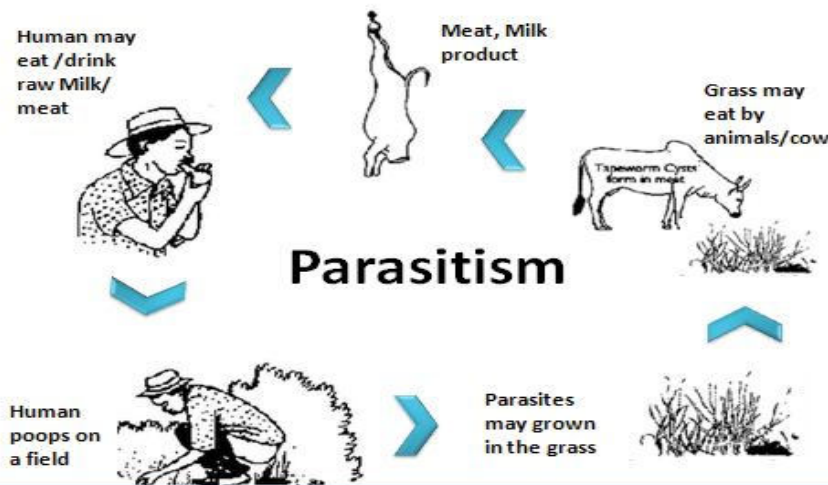 Human may
eat /drink
raw Milk/
meat
Meat, Milk
product
Grass may
eat by
animals/cow
Tapeworm Cysts
form in meat
Parasitism
Human
poops on
a field
Parasites
may grown
in the grass